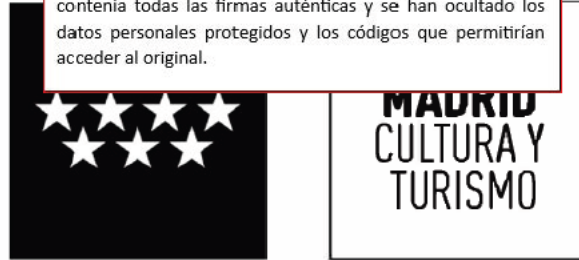 contenía todas las firmas auténticas y se han ocultado los
datos personales protegidos y los códigos que permitirían
acceder al original.
MADRID
CULTURA Y
TURISMO